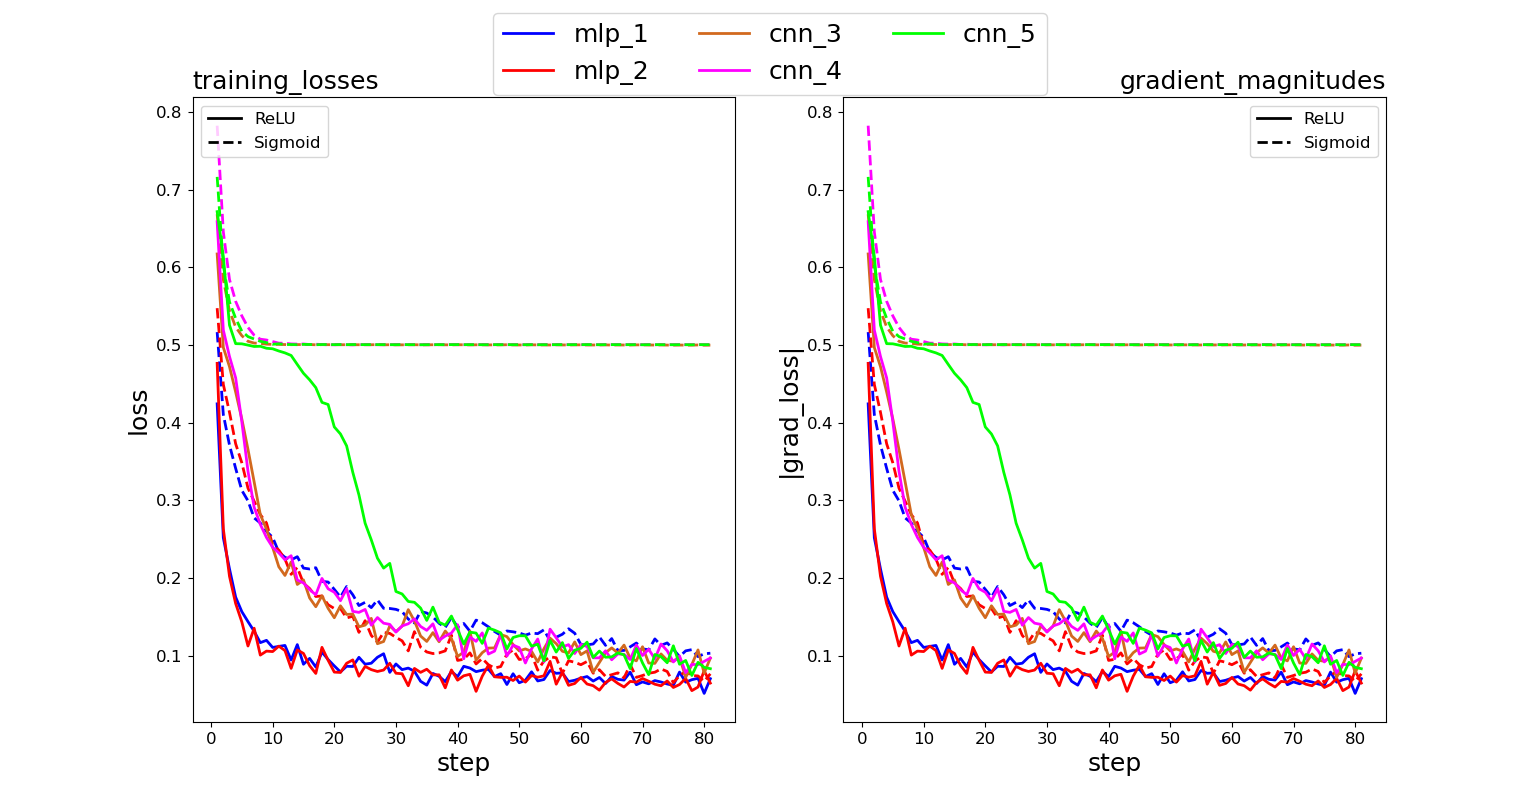 mlp_1 cnn_3 cnn_5
mlp_2 cnn_4
training_losses
ReLU
Sigmoid
0.8
0.7
0.6
0.5
0.4
0.3
0.2
0.1
loss
0 10 20 30 40 50 60 70 80
step
gradient_magnitudes
ReLU
Sigmoid
0.8
0.7
0.6
0.5
0.4
0.3
0.2
0.1
|grad_loss|
0 10 20 30 40 50 60 70 80
step